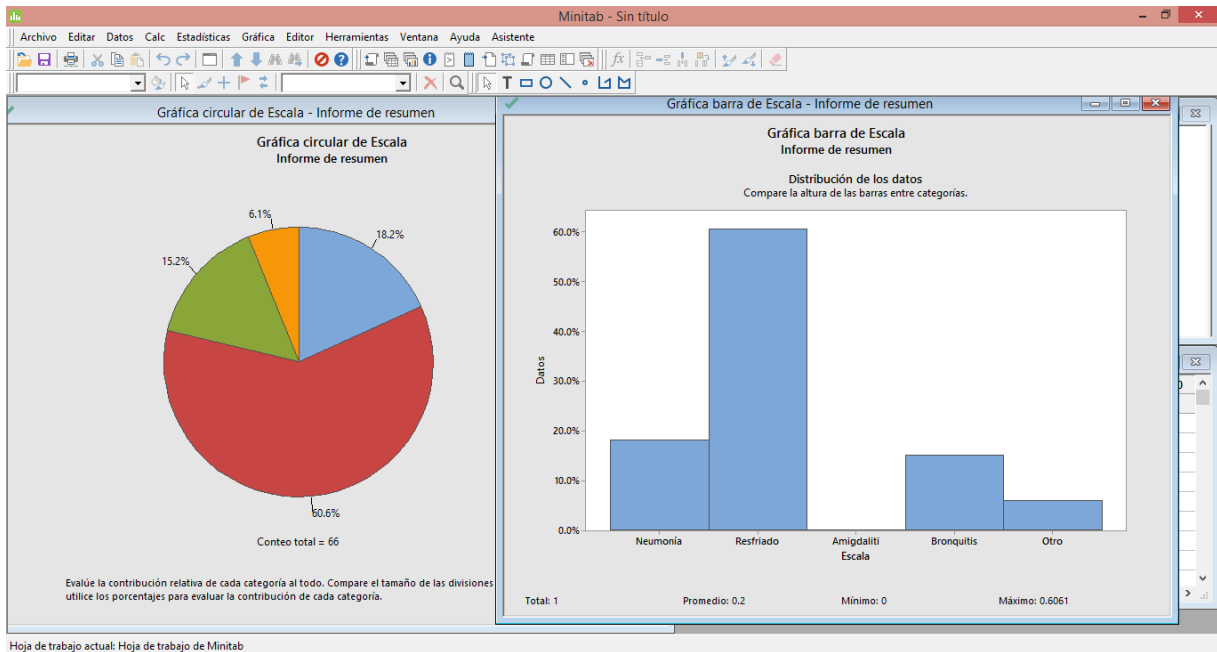 Minitab - Sin título
Archivo Editar Datos Calc Estadísticas Gráfica Editor Herramientas Ventana Ayuda Asistente
Gráfica circular de Escala - Informe de resumen
Gráfica circular de Escala
Informe de resumen
6.1%
18.2%
15.2%
60.6%
Conteo total = 66
Evalúe la contribución relativa de cada categoría al todo. Compare el tamaño de las divisiones
utilice los porcentajes para evaluar la contribución de cada categoría.
Gráfica barra de Escala - Informe de resumen
Gráfica barra de Escala
Informe de resumen
Distribución de los datos
Compare la altura de las barras entre categorías.
60.0%
50.0%
40.0%
30.0%
20.0%
10.0%
0.0%
Datos
Neumonía Resfriado Amigdaliti Bronquitis Otro
Escala
Total: 1 Promedio: 0.2 Mínimo: 0 Máximo: 0.6061
Hoja de trabajo actual: Hoja de trabajo de Minitab